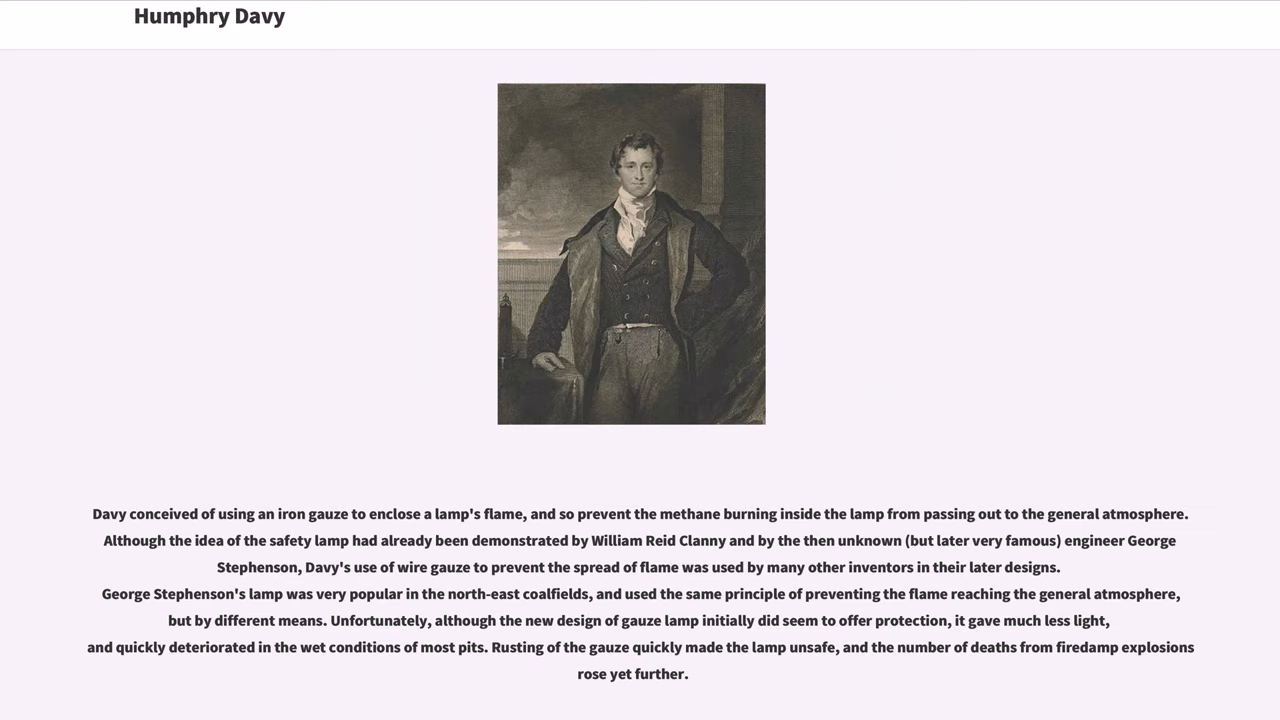 Humphry Davy
Davy conceived of using an iron gauze to enclose a lamp's flame, and so prevent the methane burning inside the lamp from passing out to the general atmosphere.
Although the idea of the safety lamp had already been demonstrated by William Reid Clanny and by the then unknown (but later very famous) engineer George
Stephenson, Davy's use of wire gauze to prevent the spread of flame was used by many other inventors in their later designs.
George Stephenson's lamp was very popular in the north-east coalfields, and used the same principle of preventing the flame reaching the general atmosphere,
but by different means. Unfortunately, although the new design of gauze lamp initially did seem to offer protection, it gave much less light,
and quickly deteriorated in the wet conditions of most pits. Rusting of the gauze quickly made the lamp unsafe, and the number of deaths from firedamp explosions
rose yet further.